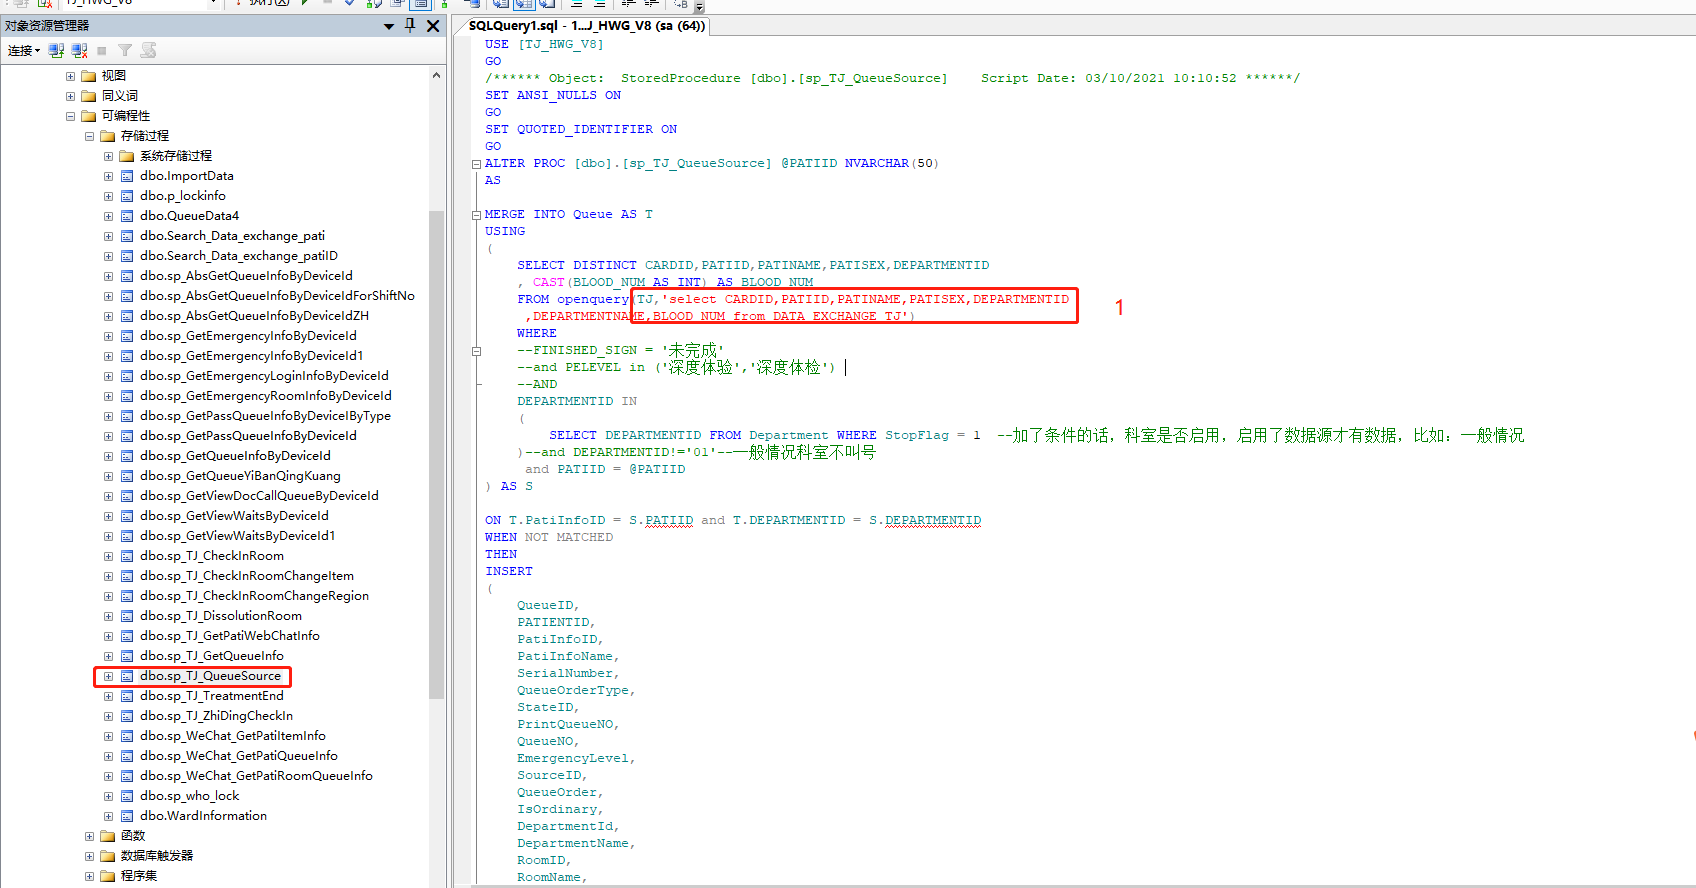 TJ_HWG_V8
执行(X)
对象资源管理器
连接
视图
同义词
可编程性
存储过程
系统存储过程
dbo.ImportData
dbo.p_lockinfo
dbo.QueueData4
dbo.Search_Data_exchange_pati
dbo.Search_Data_exchange_patiID
dbo.sp_AbsGetQueueInfoByDeviceId
dbo.sp_AbsGetQueueInfoByDeviceIdForShiftNo
dbo.sp_AbsGetQueueInfoByDeviceIdZH
dbo.sp_GetEmergencyInfoByDeviceId
dbo.sp_GetEmergencyInfoByDeviceId1
dbo.sp_GetEmergencyLoginInfoByDeviceId
dbo.sp_GetEmergencyRoomInfoByDeviceId
dbo.sp_GetPassQueueInfoByDeviceIByType
dbo.sp_GetPassQueueInfoByDeviceId
dbo.sp_GetQueueInfoByDeviceId
dbo.sp_GetQueueYiBanQingKuang
dbo.sp_GetViewDocCallQueueByDeviceId
dbo.sp_GetViewWaitsByDeviceId
dbo.sp_GetViewWaitsByDeviceId1
dbo.sp_TJ_CheckInRoom
dbo.sp_TJ_CheckInRoomChangeItem
dbo.sp_TJ_CheckInRoomChangeRegion
dbo.sp_TJ_DissolutionRoom
dbo.sp_TJ_GetPatiWebChatInfo
dbo.sp_TJ_GetQueueInfo
dbo.sp_TJ_QueueSource
dbo.sp_TJ_TreatmentEnd
dbo.sp_TJ_ZhiDingCheckIn
dbo.sp_WeChat_GetPatiItemInfo
dbo.sp_WeChat_GetPatiQueueInfo
dbo.sp_WeChat_GetPatiRoomQueueInfo
dbo.sp_who_lock
dbo.WardInformation
函数
数据库触发器
程序集
SQLQuery1.sql - 1...J_HWG_V8 (sa (64))
USE [TJ_HWG_V8]
GO
/****** Object:  StoredProcedure [dbo].[sp_TJ_QueueSource]    Script Date: 03/10/2021 10:10:52 ******/
SET ANSI_NULLS ON
GO
SET QUOTED_IDENTIFIER ON
GO
ALTER PROC [dbo].[sp_TJ_QueueSource] @PATIID NVARCHAR(50)
AS
MERGE INTO Queue AS T
USING
(
SELECT DISTINCT CARDID,PATIID,PATINAME,PATISEX,DEPARTMENTID
, CAST(BLOOD_NUM AS INT) AS BLOOD_NUM
FROM openquery(TJ,'select CARDID,PATIID,PATINAME,PATISEX,DEPARTMENTID
,DEPARTMENTNAME,BLOOD_NUM from DATA_EXCHANGE_TJ')
1
WHERE
--FINISHED_SIGN = '未完成'
--and PELEVEL in ('深度体验','深度体检')
--AND
DEPARTMENTID IN
(
SELECT DEPARTMENTID FROM Department WHERE StopFlag = 1  --加了条件的话，科室是否启用，启用了数据源才有数据，比如：一般情况
)--and DEPARTMENTID!='01'--一般情况科室不叫号
and PATIID = @PATIID
) AS S
ON T.PatiInfoID = S.PATIID and T.DEPARTMENTID = S.DEPARTMENTID
WHEN NOT MATCHED
THEN
INSERT
(
QueueID,
PATIENTID,
PatiInfoID,
PatiInfoName,
SerialNumber,
QueueOrderType,
StateID,
PrintQueueNO,
QueueNO,
EmergencyLevel,
SourceID,
QueueOrder,
IsOrdinary,
DepartmentId,
DepartmentName,
RoomID,
RoomName,